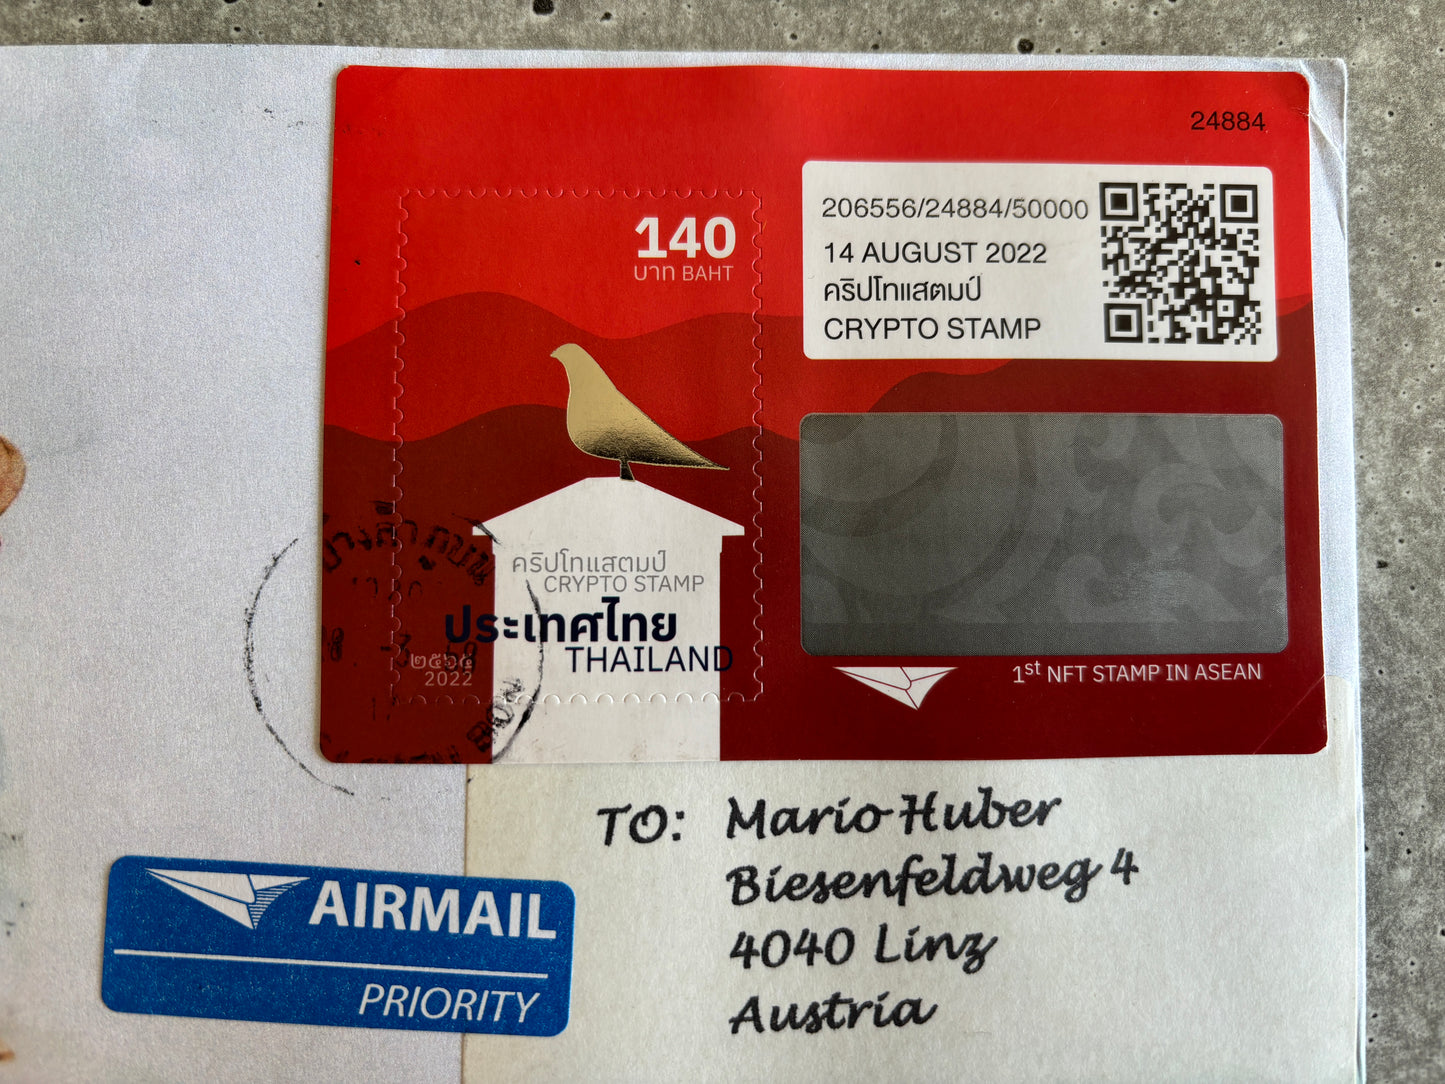 24884
140
บาท BAHT
206556/24884/50000
14 AUGUST 2022
คริปโทแสตมป์
CRYPTO STAMP
คริปโทแสตมป์
CRYPTO STAMP
ประเทศไทย
THAILAND
๒๕๖๕
2022
1st NFT STAMP IN ASEAN
TO: Mario Huber
Biesenfeldweg 4
4040 Linz
Austria
AIRMAIL
PRIORITY